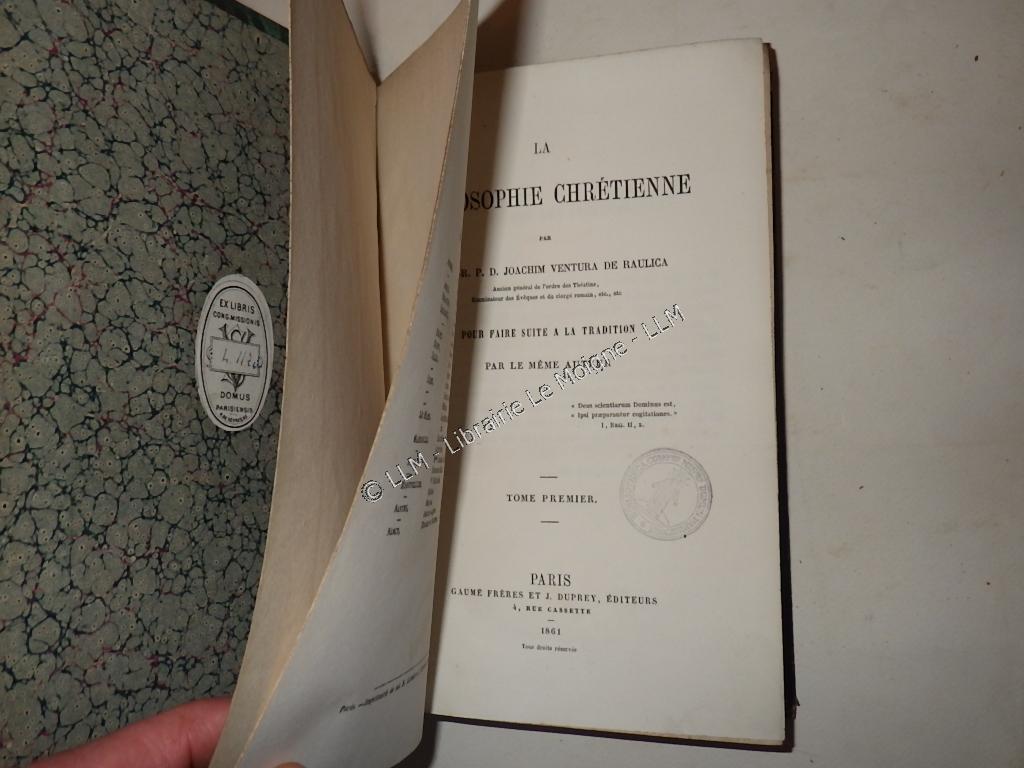 EX LIBRIS
CONG. MISSIONIS
DOMUS
PARISIENSIS
LA
OSOPHIE CHRÉTIENNE
PAR
R. P. D. JOACHIM VENTURA DE RAULICA
Ancien général de l'ordre des Théatins,
Examinateur des Évêques et du clergé romain, etc., etc
POUR FAIRE SUITE A LA TRADITION
PAR LE MÊME AUTEUR
« Deus scientiarum Dominus est,
« Ipsi præparantur cogitationes. »
I, REG. II, 3.
TOME PREMIER.
PARIS
GAUME FRÈRES ET J. DUPREY, ÉDITEURS
4, RUE CASSETTE
1861
Tous droits réservés
© LLM - Librairie Le Moigne - LLM